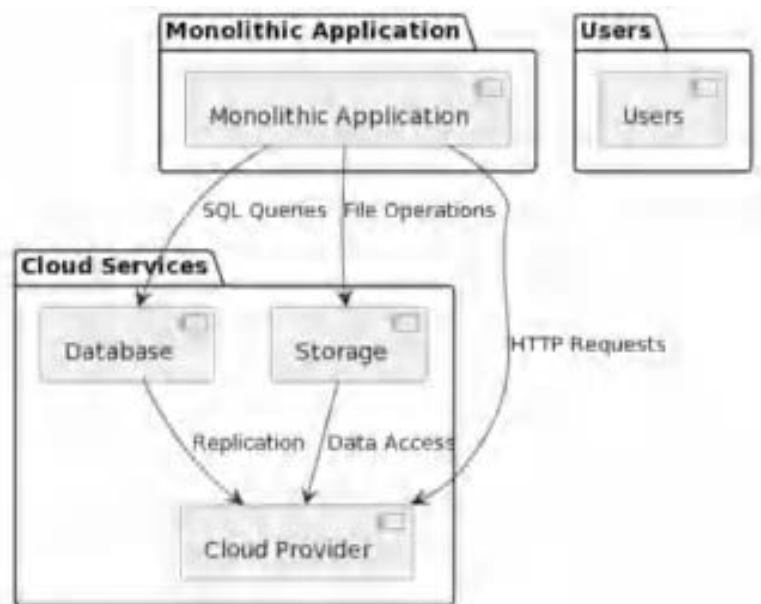 Monolithic Application
Users
Monolithic Application
Users
SQL Queries
File Operations
Cloud Services
Database
Storage
HTTP Requests
Replication
Data Access
Cloud Provider